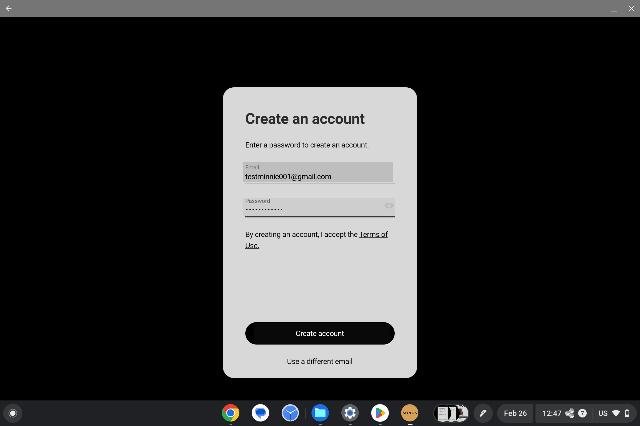 Create an account
Enter a password to create an account.
Email
testminnie001@gmail.com
Password
············
By creating an account, I accept the Terms of
Use.
Create account
Use a different email
Feb 26
12:47
US